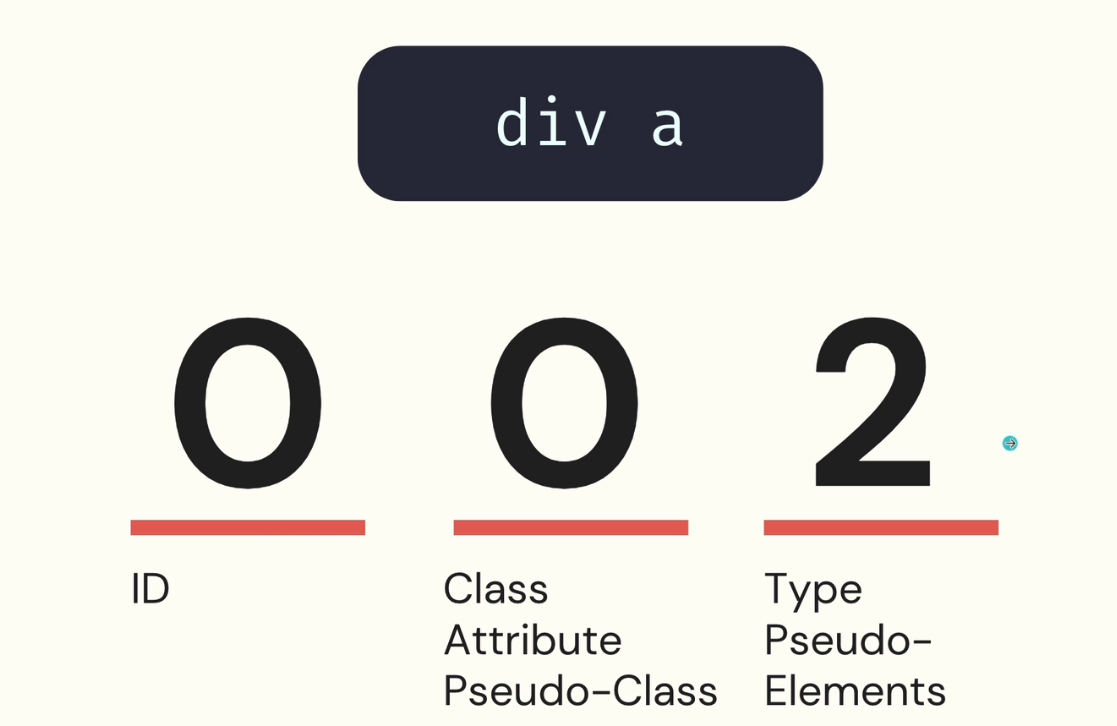 div a
0 0 2
ID
Class
Attribute
Pseudo-Class
Type
Pseudo-
Elements